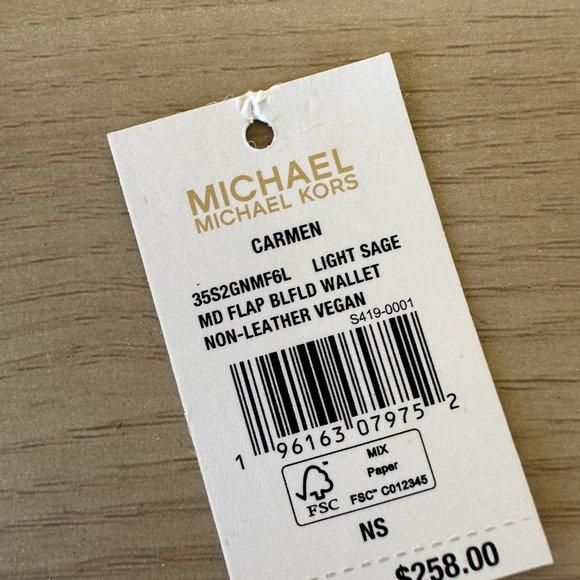 MICHAEL
MICHAEL KORS
CARMEN
35S2GNMF6L LIGHT SAGE
MD FLAP BLFLD WALLET
NON-LEATHER VEGAN
S419-0001
1 96163 07975 2
FSC
MIX
Paper
FSC™ C012345
NS
$258.00